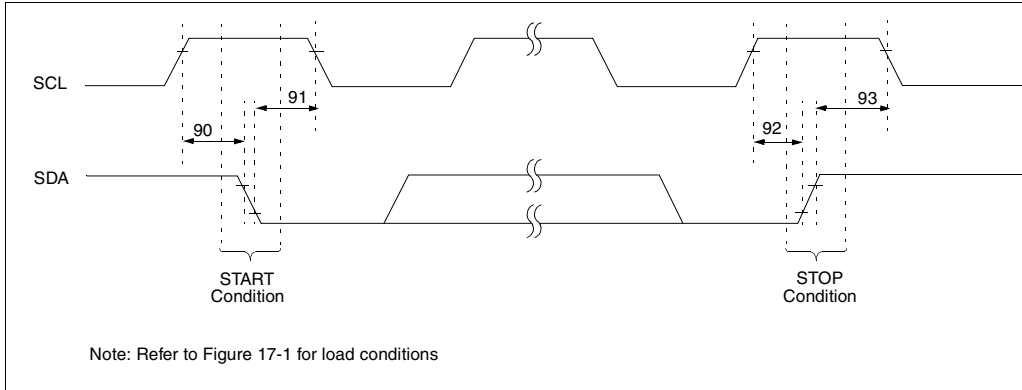 SCL
91
93
90
92
SDA
START
Condition
STOP
Condition
Note: Refer to Figure 17-1 for load conditions